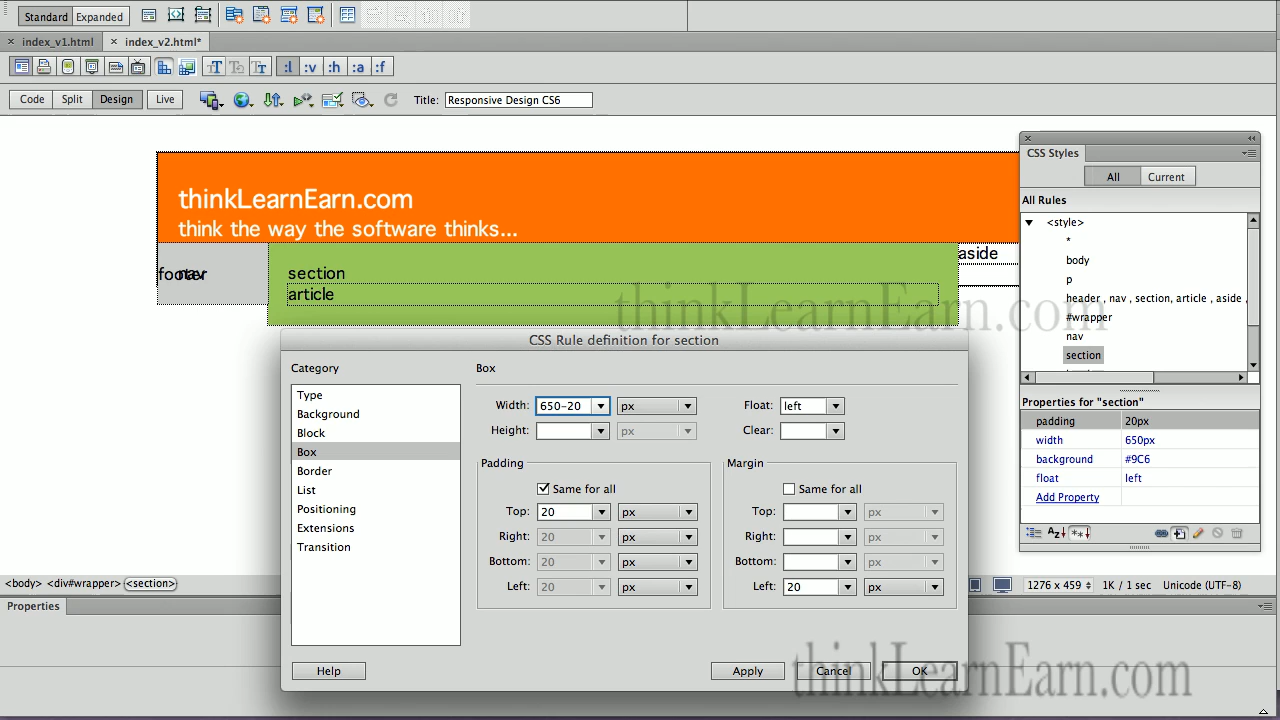 Standard Expanded
index_v1.html index_v2.html*
:l :v :h :a :f
Code Split Design Live Title: Responsive Design CS6
thinkLearnEarn.com
think the way the software thinks...
footer nav section aside
article
thinkLearnEarn.com
CSS Styles
All Current
All Rules
<style>
*
body
p
header , nav , section, article , aside ,
#wrapper
nav
section
Properties for "section"
padding 20px
width 650px
background #9C6
float left
Add Property
CSS Rule definition for section
Category
Type
Background
Block
Box
Border
List
Positioning
Extensions
Transition
Box
Width: 650-20 px Float: left
Height: px Clear:
Padding
Same for all
Top: 20 px
Right: 20 px
Bottom: 20 px
Left: 20 px
Margin
Same for all
Top: px
Right: px
Bottom: px
Left: 20 px
Help Apply Cancel OK
<body> <div#wrapper> <section>
1276 x 459 1K / 1 sec Unicode (UTF-8)
Properties
thinkLearnEarn.com